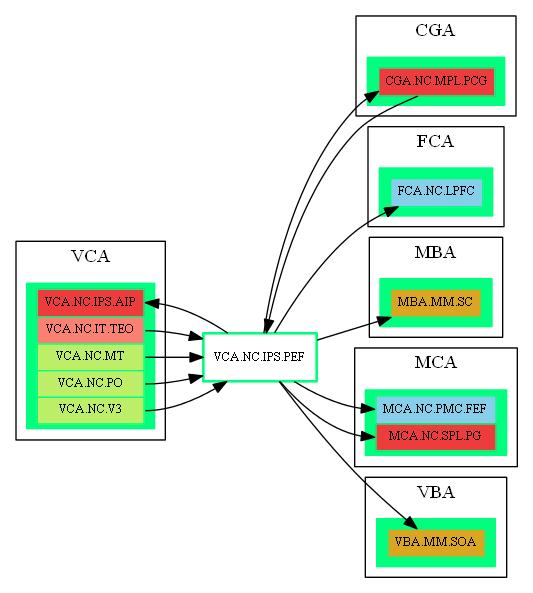 CGA
CGA.NC.MPL.PCG
FCA
FCA.NC.LPFC
MBA
MBA.MM.SC
VCA
VCA.NC.IPS.AIP
VCA.NC.IT.TEO
VCA.NC.MT
VCA.NC.PO
VCA.NC.V3
VCA.NC.IPS.PEF
MCA
MCA.NC.PMC.FEF
MCA.NC.SPL.PG
VBA
VBA.MM.SOA